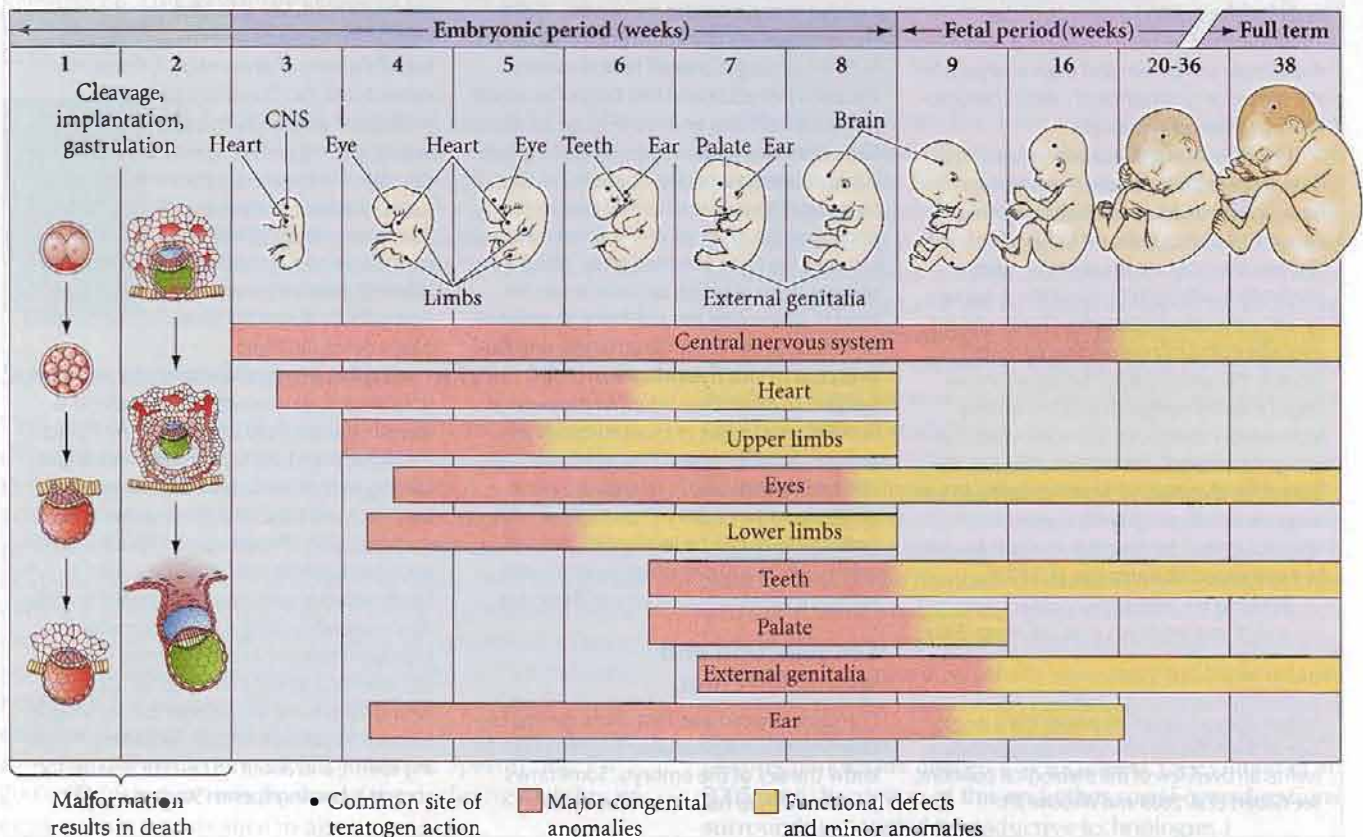 Embryonic period (weeks) Fetal period(weeks) Full term
1 2 3 4 5 6 7 8 9 16 20-36 38
Cleavage,
implantation,
gastrulation
CNS
Heart Eye Heart Eye Teeth Ear Palate Ear
Brain
Limbs
External genitalia
Central nervous system
Heart
Upper limbs
Eyes
Lower limbs
Teeth
Palate
External genitalia
Ear
Malformation
results in death
• Common site of
teratogen action
Major congenital
anomalies
Functional defects
and minor anomalies